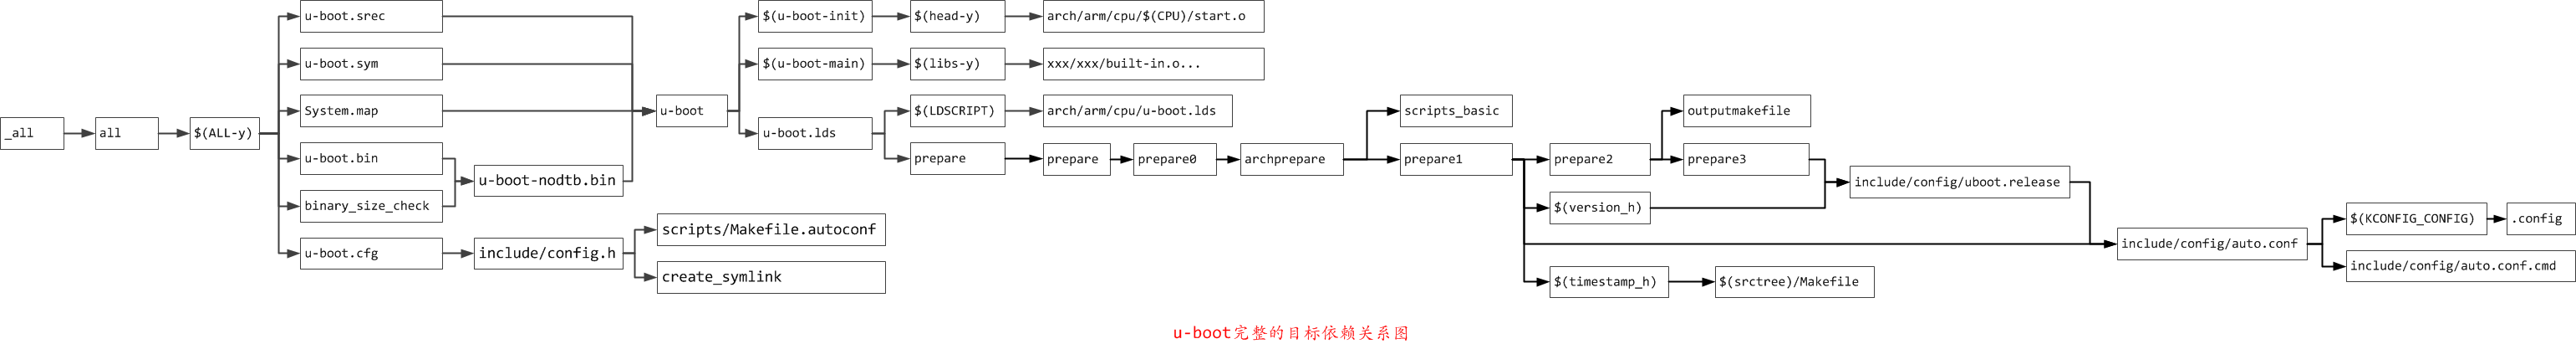 u-boot.srec
$(u-boot-init)
$(head-y)
arch/arm/cpu/$(CPU)/start.o
u-boot.sym
$(u-boot-main)
$(libs-y)
xxx/xxx/built-in.o...
System.map
u-boot
$(LDSCRIPT)
arch/arm/cpu/u-boot.lds
scripts_basic
outputmakefile
_all
all
$(ALL-y)
u-boot.lds
u-boot.bin
prepare
prepare
prepare0
archprepare
prepare1
prepare2
prepare3
u-boot-nodtb.bin
include/config/uboot.release
binary_size_check
$(version_h)
scripts/Makefile.autoconf
$(KCONFIG_CONFIG)
.config
u-boot.cfg
include/config.h
include/config/auto.conf
create_symlink
include/config/auto.conf.cmd
$(timestamp_h)
$(srctree)/Makefile
u-boot完整的目标依赖关系图